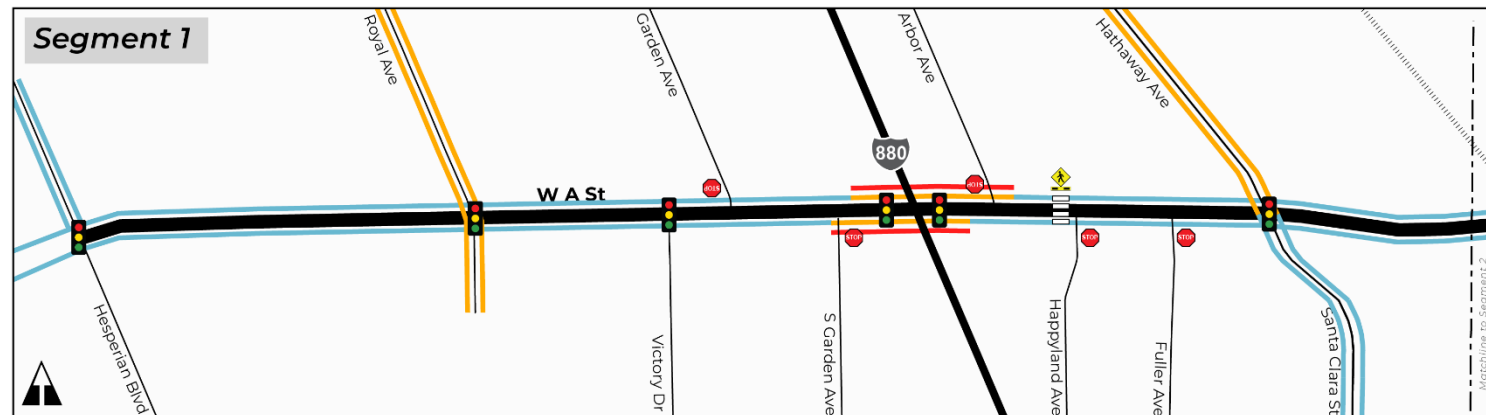 Segment 1
Royal Ave
Garden Ave
Arbor Ave
Hathaway Ave
880
W A St
STOP
STOP
STOP
STOP
STOP
Hesperian Blvd
Victory Dr
S Garden Ave
Happyland Ave
Fuller Ave
Santa Clara St
Matchline to Segment 2